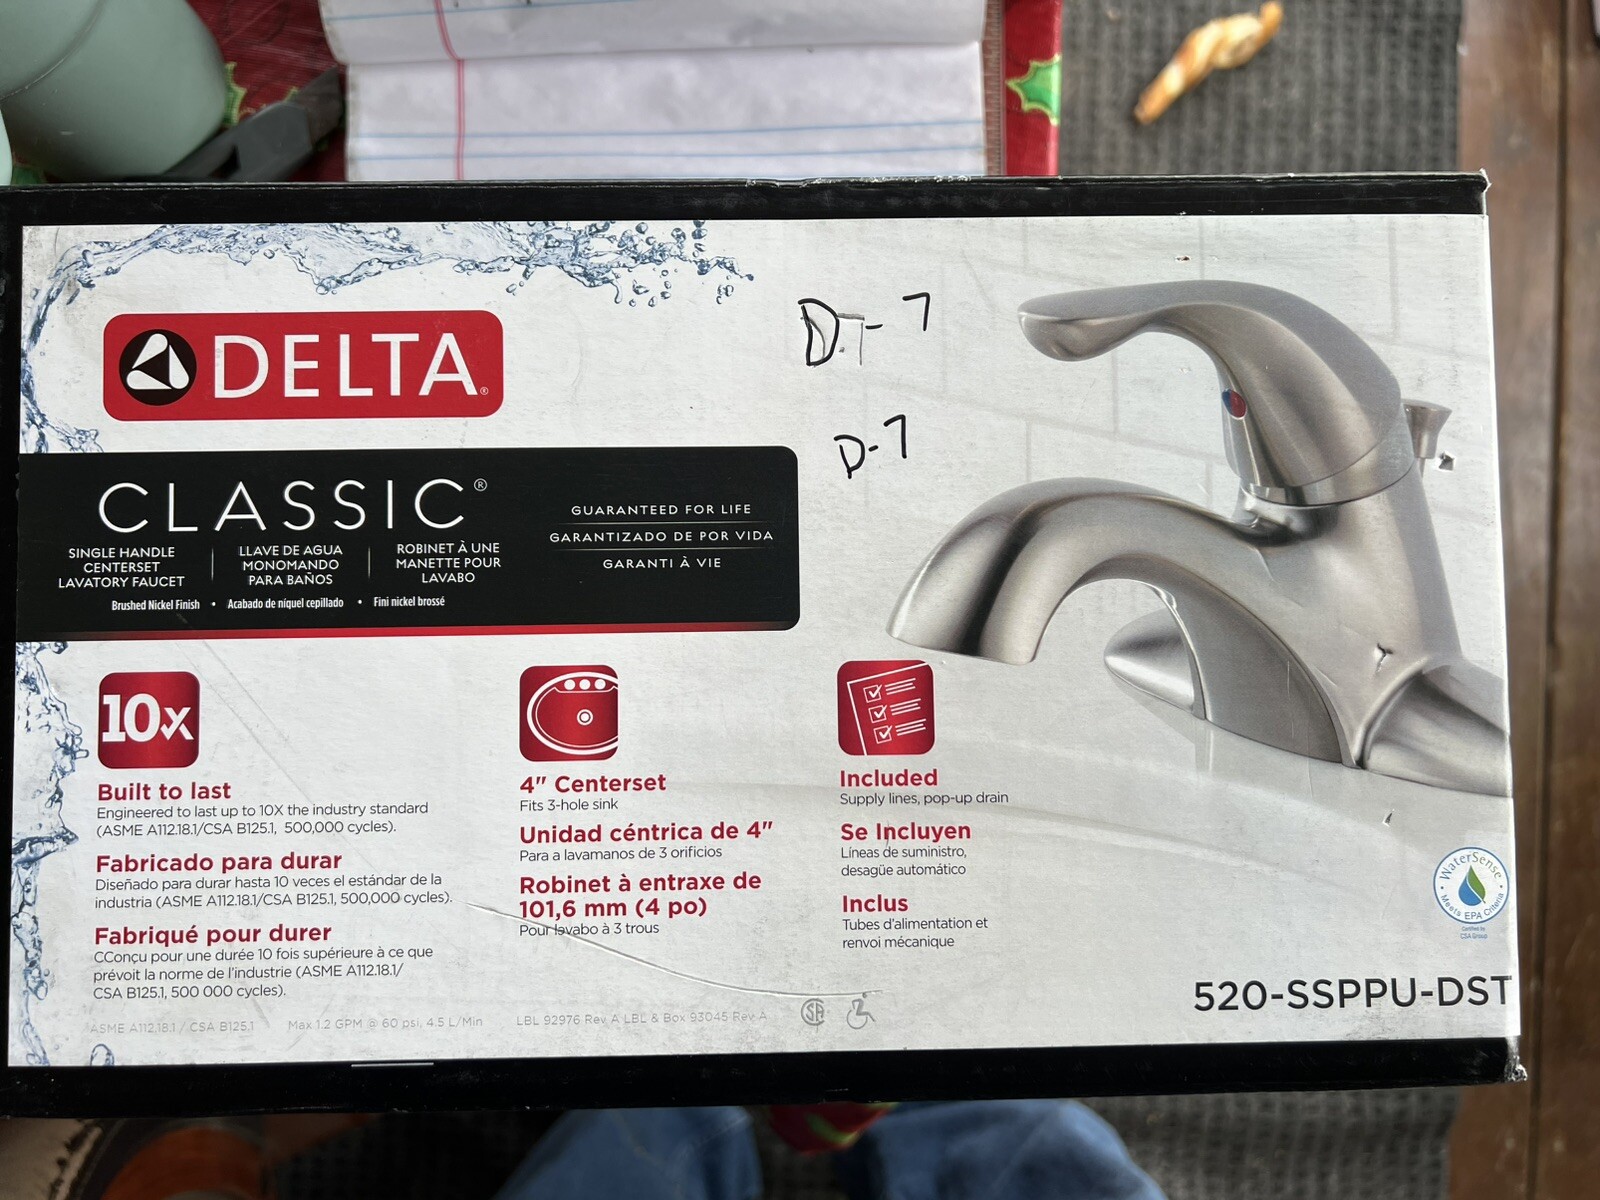 DELTA®
D.T-7
D-7
CLASSIC®
SINGLE HANDLE
CENTERSET
LAVATORY FAUCET
LLAVE DE AGUA
MONOMANDO
PARA BAÑOS
ROBINET À UNE
MANETTE POUR
LAVABO
Brushed Nickel Finish • Acabado de níquel cepillado • Fini nickel brossé
GUARANTEED FOR LIFE
GARANTIZADO DE POR VIDA
GARANTI À VIE
10x
Built to last
Engineered to last up to 10X the industry standard
(ASME A112.18.1/CSA B125.1, 500,000 cycles).
Fabricado para durar
Diseñado para durar hasta 10 veces el estándar de la
industria (ASME A112.18.1/CSA B125.1, 500,000 cycles).
Fabriqué pour durer
CConçu pour une durée 10 fois supérieure à ce que
prévoit la norme de l'industrie (ASME A112.18.1/
CSA B125.1, 500 000 cycles).
4" Centerset
Fits 3-hole sink
Unidad céntrica de 4"
Para a lavamanos de 3 orificios
Robinet à entraxe de
101,6 mm (4 po)
Pour lavabo à 3 trous
Included
Supply lines, pop-up drain
Se Incluyen
Líneas de suministro,
desagüe automático
Inclus
Tubes d'alimentation et
renvoi mécanique
WaterSense
Meets EPA Criteria
Certified by
CSA Group
520-SSPPU-DST
ASME A112.18.1 / CSA B125.1
Max 1.2 GPM @ 60 psi, 4.5 L/Min
LBL 92976 Rev A LBL & Box 93045 Rev A
SA